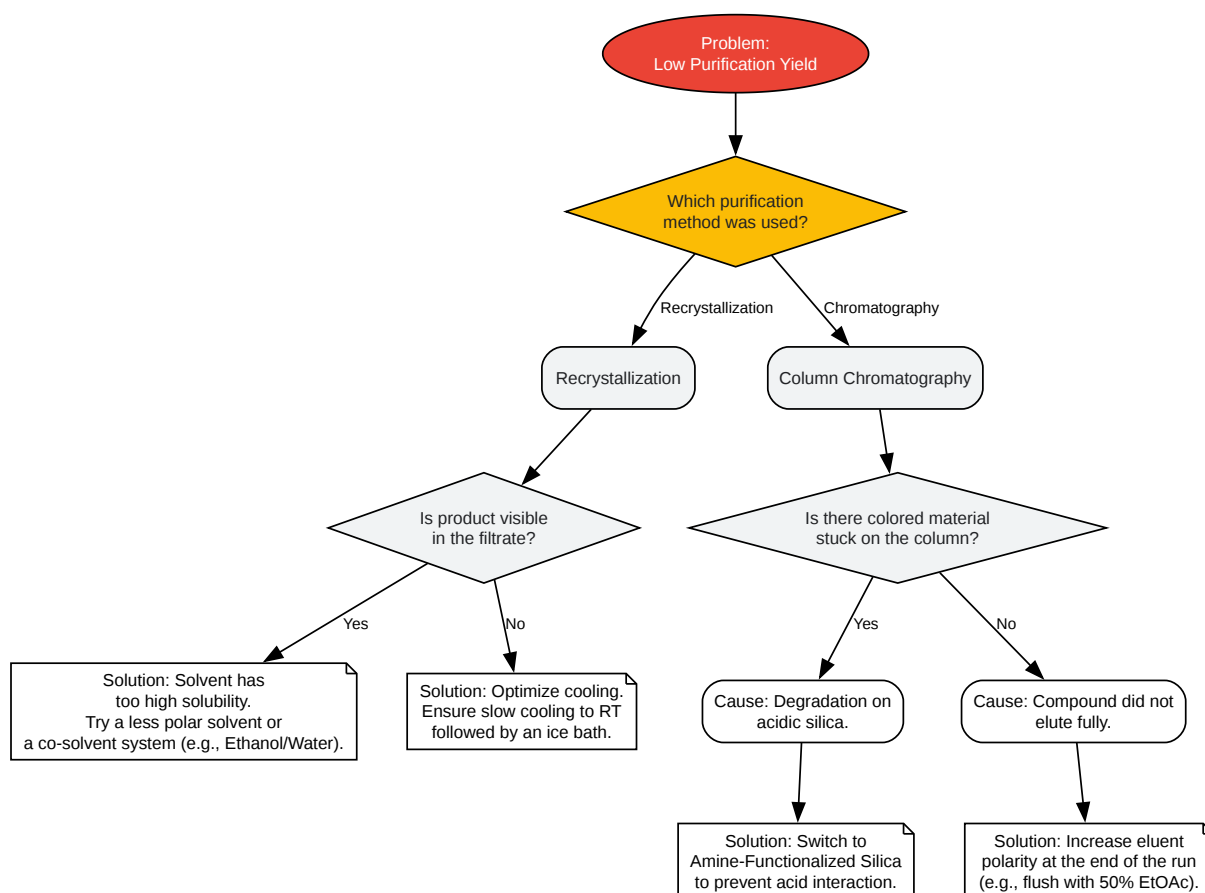 Problem:
Low Purification Yield
Which purification
method was used?
Recrystallization
Chromatography
Recrystallization
Column Chromatography
Is product visible
in the filtrate?
Is there colored material
stuck on the column?
Yes
No
Yes
No
Solution: Solvent has
too high solubility.
Try a less polar solvent or
a co-solvent system (e.g., Ethanol/Water).
Solution: Optimize cooling.
Ensure slow cooling to RT
followed by an ice bath.
Cause: Degradation on
acidic silica.
Cause: Compound did not
elute fully.
Solution: Switch to
Amine-Functionalized Silica
to prevent acid interaction.
Solution: Increase eluent
polarity at the end of the run
(e.g., flush with 50% EtOAc).